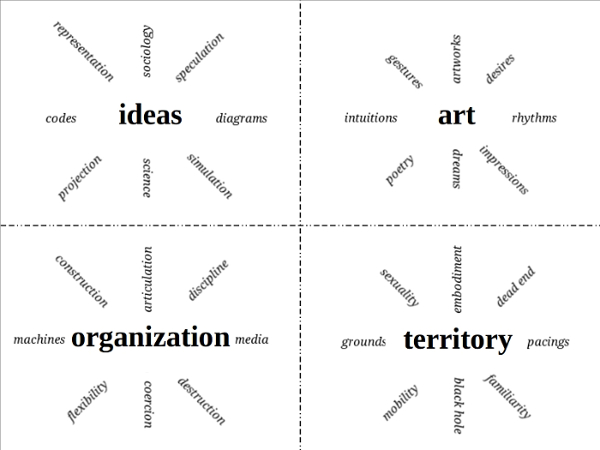 representation
sociology
speculation
codes
ideas
diagrams
projection
science
simulation
gestures
artworks
desires
intuitions
art
rhythms
poetry
dreams
impressions
construction
articulation
discipline
machines
organization
media
flexibility
coercion
destruction
sexuality
embodiment
dead end
grounds
territory
pacings
mobility
black hole
familiarity